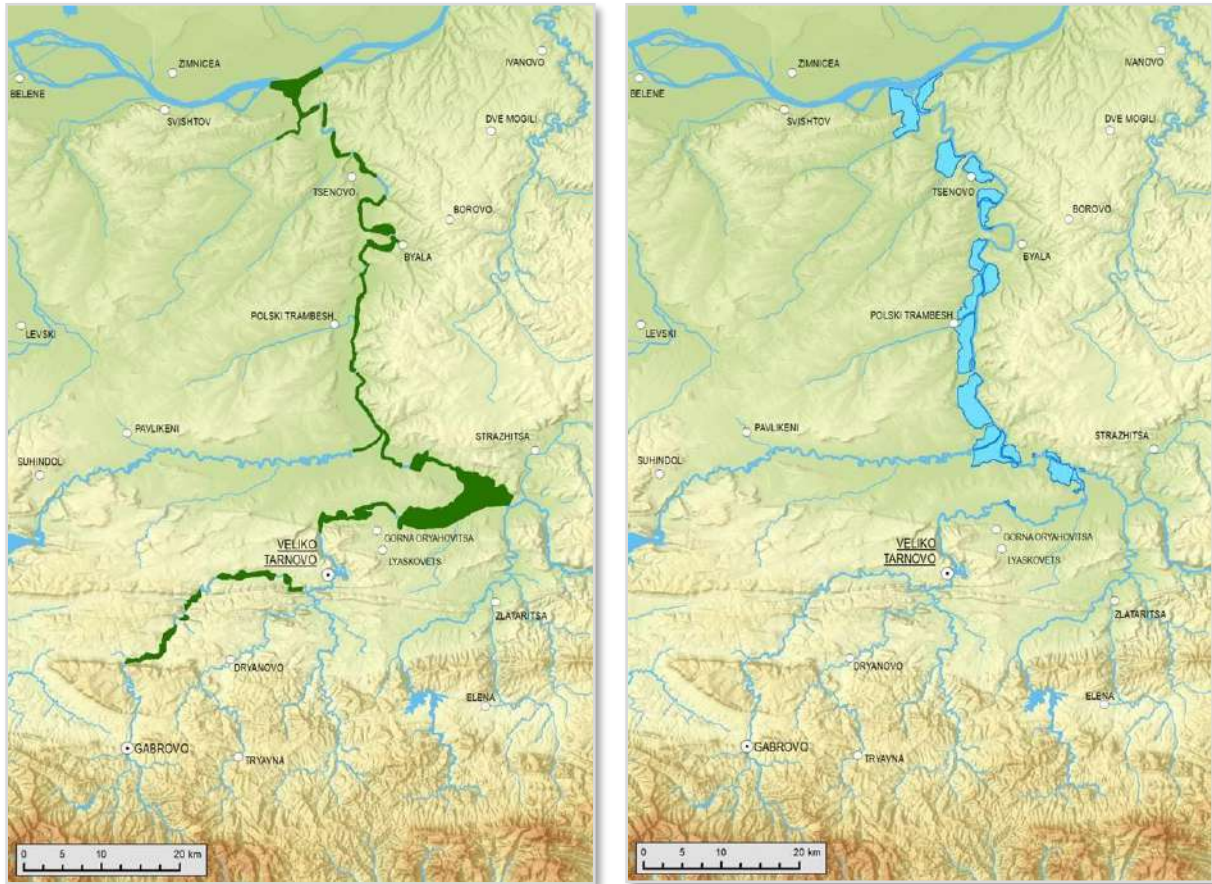 ZIMNICEA
IVANOVO
BELENE
SVISHTOV
DVE MOGILI
TSENOVO
BOROVO
BYALA
POLSKI TRAMBESH
LEVSKI
PAVLIKENI
STRAZHITSA
SUHINDOL
GORNA ORYAHOVITSA
VELIKO
TARNOVO
LYASKOVETS
ZLATARITSA
DRYANOVO
ELENA
GABROVO
TRYAVNA
0 5 10 20 km
ZIMNICEA
IVANOVO
BELENE
SVISHTOV
DVE MOGILI
TSENOVO
BOROVO
BYALA
POLSKI TRAMBESH
LEVSKI
PAVLIKENI
STRAZHITSA
SUHINDOL
GORNA ORYAHOVITSA
VELIKO
TARNOVO
LYASKOVETS
ZLATARITSA
DRYANOVO
ELENA
GABROVO
TRYAVNA
0 5 10 20 km